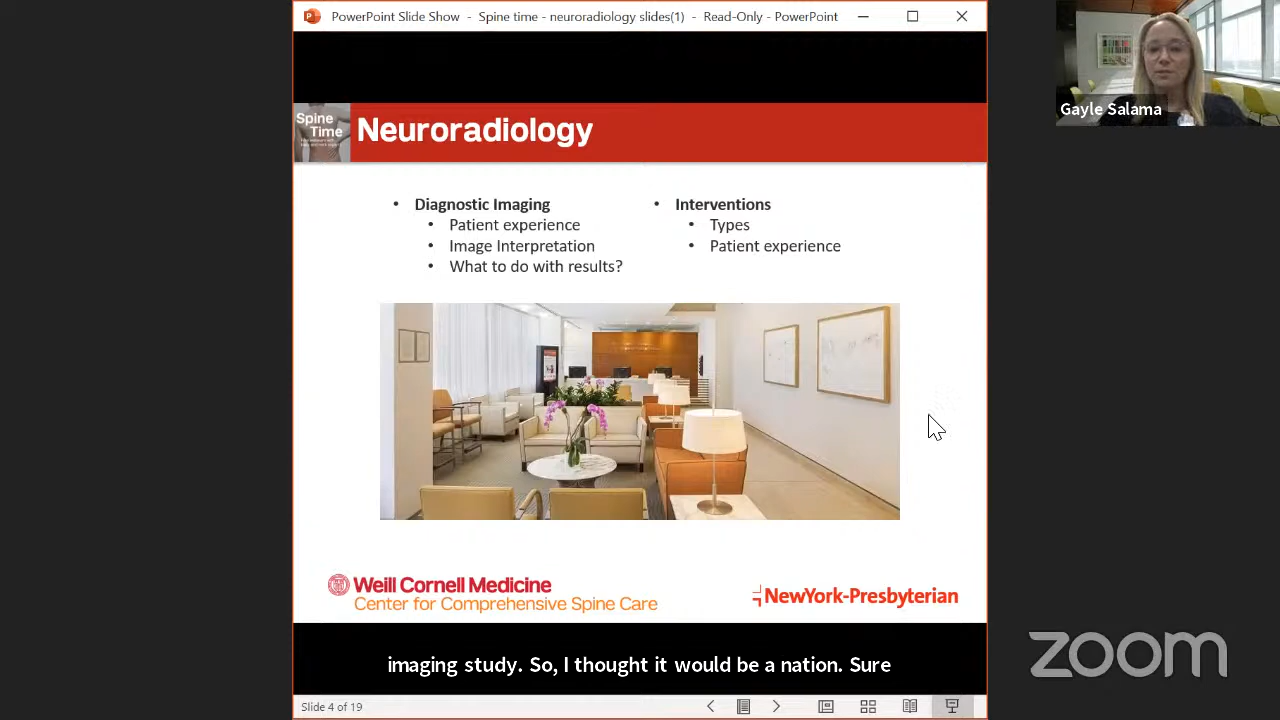 PowerPoint Slide Show - Spine time - neuroradiology slides(1) - Read-Only - PowerPoint
Gayle Salama
Spine
Time
Neuroradiology
• Diagnostic Imaging
• Patient experience
• Image Interpretation
• What to do with results?
• Interventions
• Types
• Patient experience
Weill Cornell Medicine
Center for Comprehensive Spine Care
NewYork-Presbyterian
imaging study. So, I thought it would be a nation. Sure
zoom
Slide 4 of 19